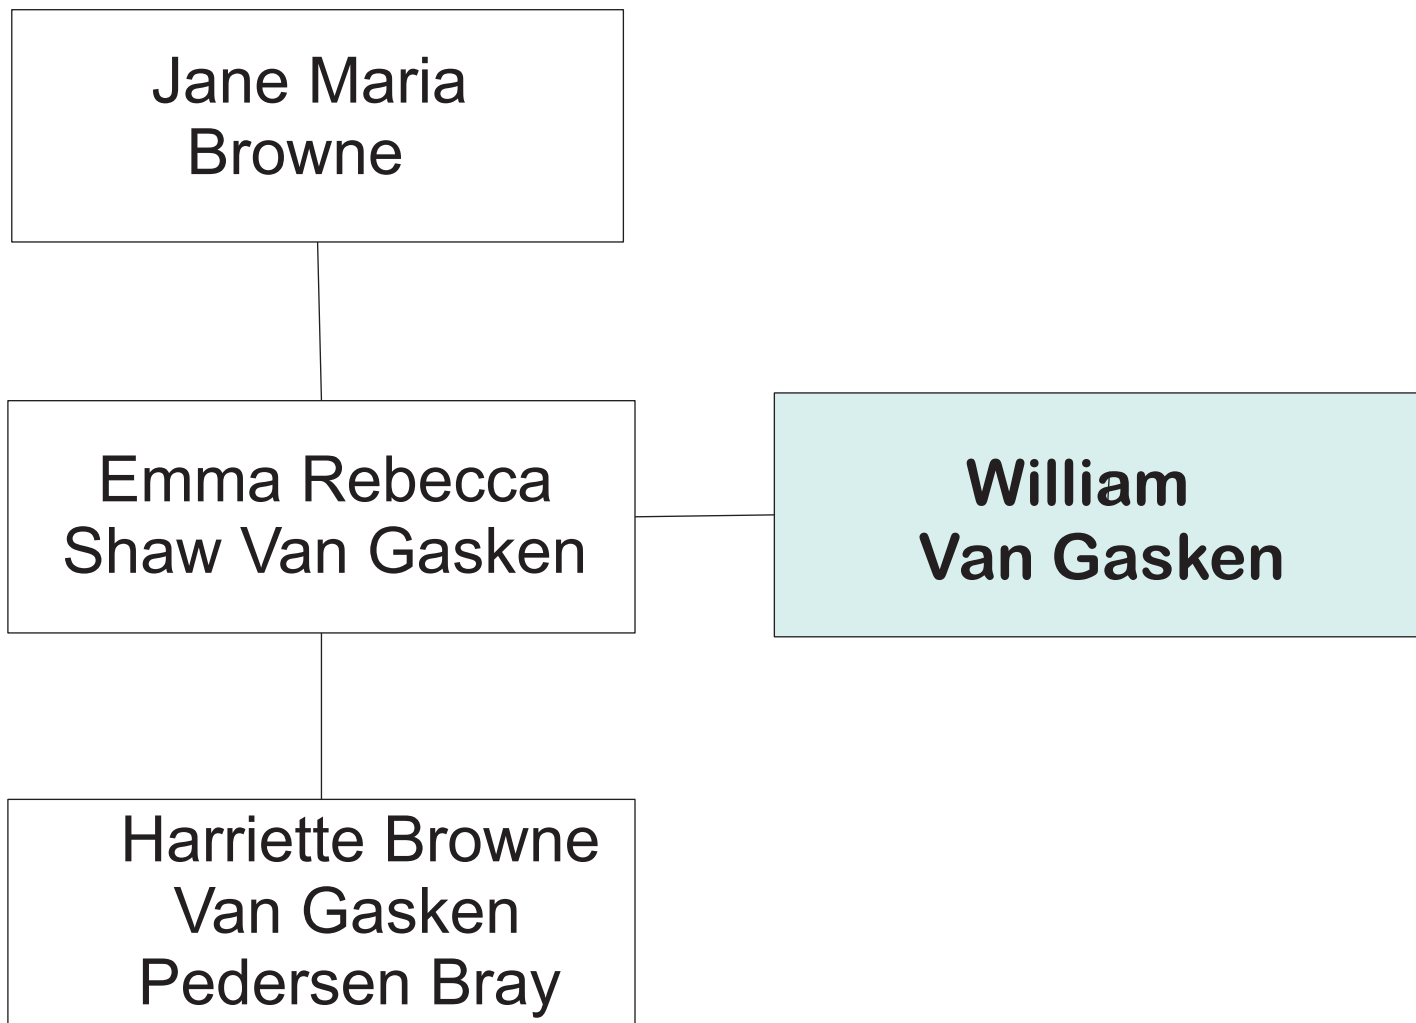 Jane Maria
Browne
Emma Rebecca
Shaw Van Gasken
William
Van Gasken
Harriette Browne
Van Gasken
Pedersen Bray